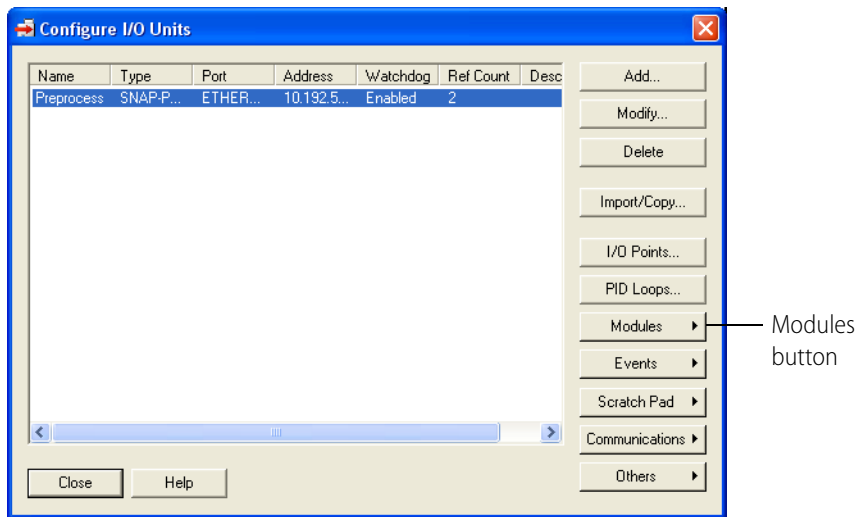 Configure I/O Units
Name Type Port Address Watchdog Ref Count Desc
Preprocess SNAP-P... ETHER... 10.192.5... Enabled 2
Add...
Modify...
Delete
Import/Copy...
I/O Points...
PID Loops...
Modules
Events
Scratch Pad
Communications
Others
Close Help
Modules
button